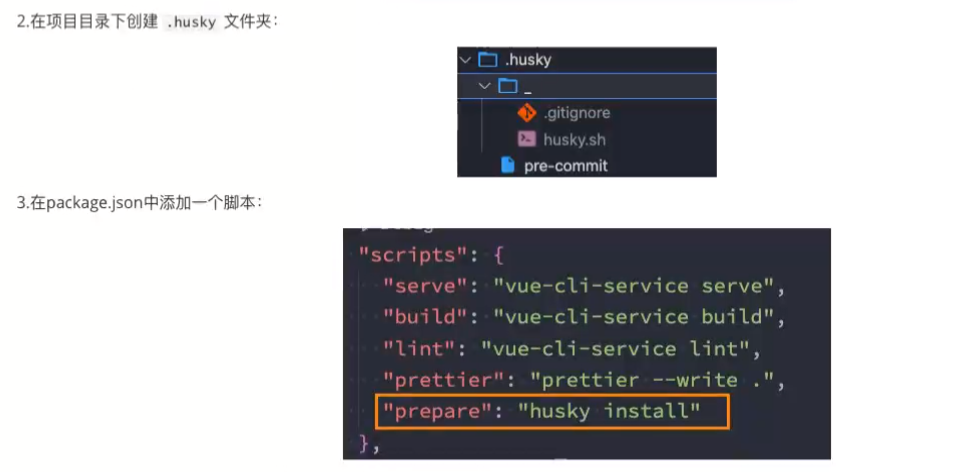 2.在项目目录下创建 .husky 文件夹：
.husky
_
.gitignore
husky.sh
pre-commit
3.在package.json中添加一个脚本：
"scripts": {
"serve": "vue-cli-service serve",
"build": "vue-cli-service build",
"lint": "vue-cli-service lint",
"prettier": "prettier --write .",
"prepare": "husky install"
},